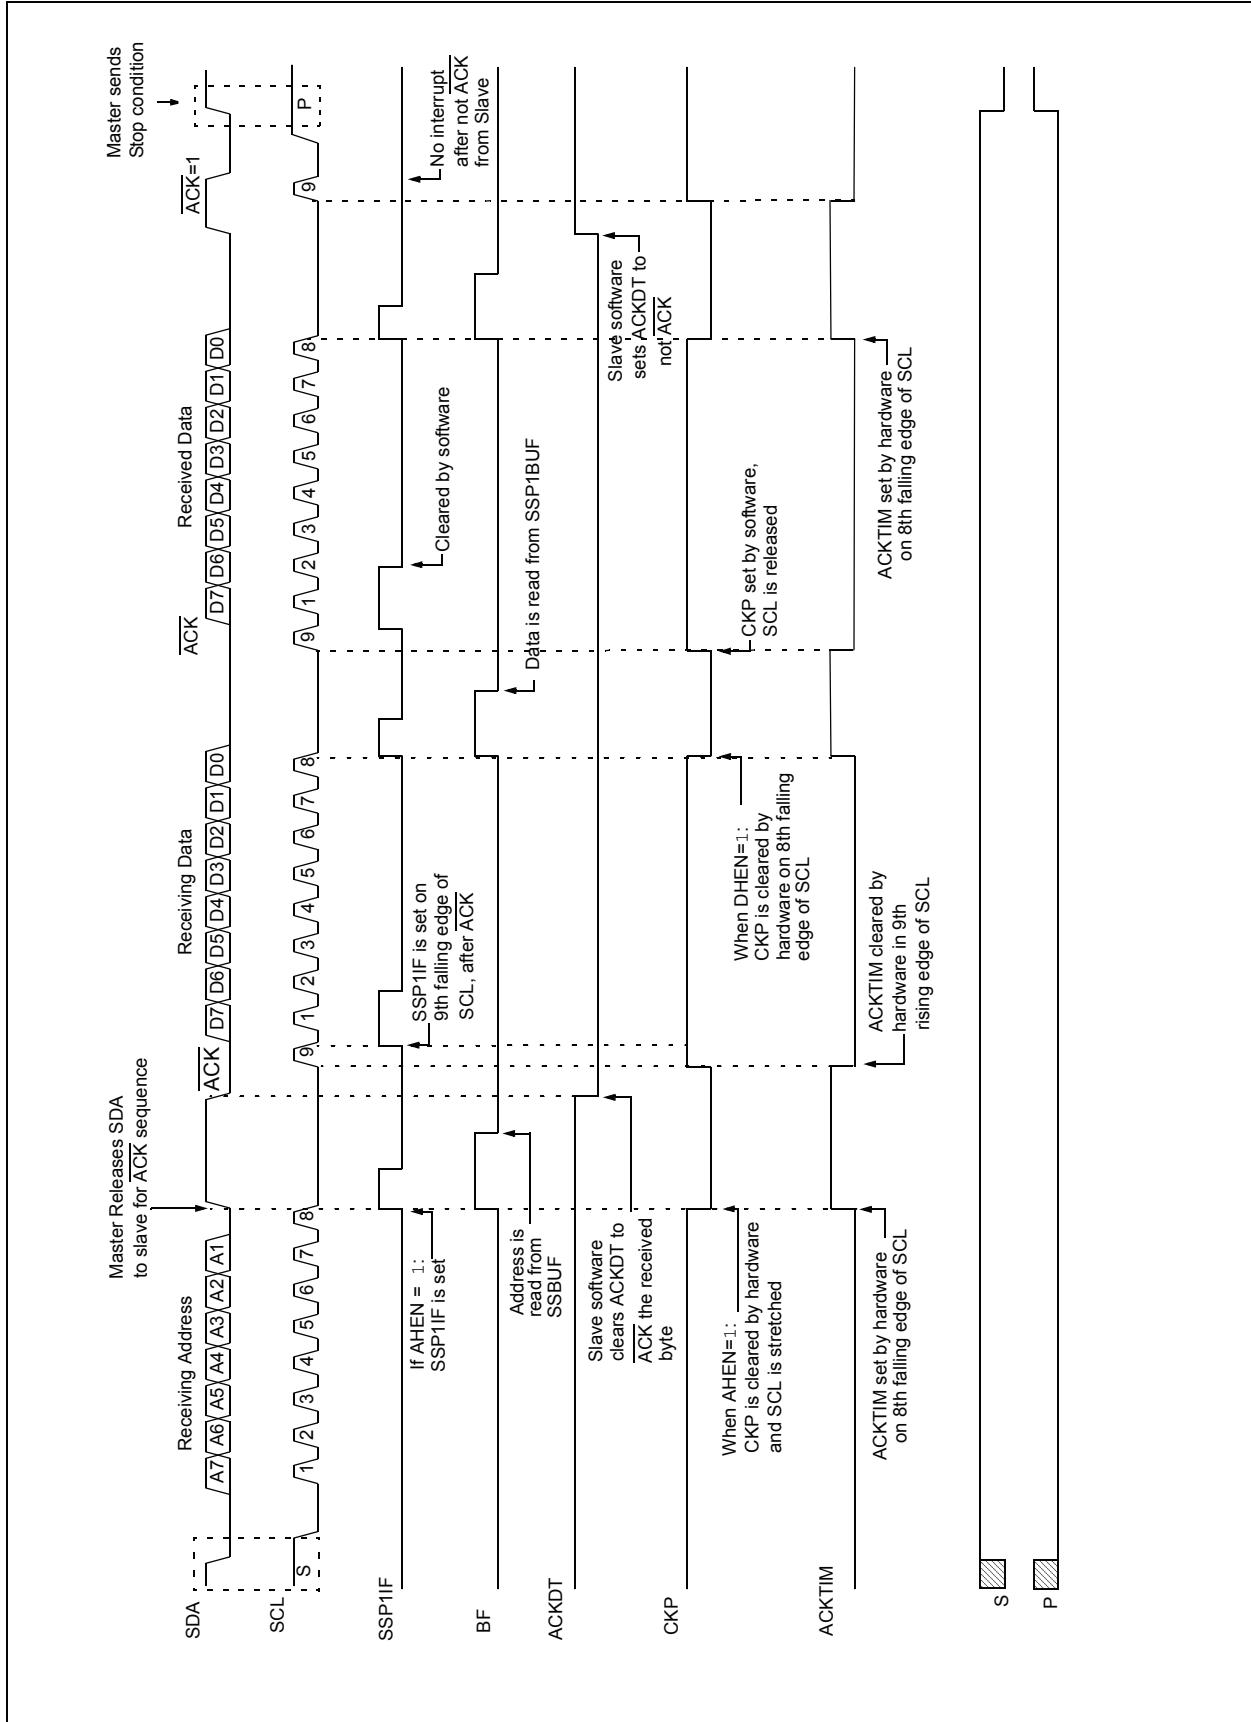 Master Releases SDA
to slave for ACK sequence
Master sends
Stop condition
Receiving Address
Receiving Data
Received Data
ACK
ACK
ACK=1
SDA
A7 A6 A5 A4 A3 A2 A1
D7 D6 D5 D4 D3 D2 D1 D0
D7 D6 D5 D4 D3 D2 D1 D0
SCL
S
1 2 3 4 5 6 7 8 9
1 2 3 4 5 6 7 8 9
1 2 3 4 5 6 7 8 9
P
SSP1IF
If AHEN = 1:
SSP1IF is set
SSP1IF is set on
9th falling edge of
SCL, after ACK
Cleared by software
No interrupt
after not ACK
from Slave
BF
Address is
read from
SSBUF
Data is read from SSP1BUF
ACKDT
Slave software
clears ACKDT to
ACK the received
byte
Slave software
sets ACKDT to
not ACK
CKP
When AHEN=1:
CKP is cleared by hardware
and SCL is stretched
When DHEN=1:
CKP is cleared by
hardware on 8th falling
edge of SCL
CKP set by software,
SCL is released
ACKTIM
ACKTIM set by hardware
on 8th falling edge of SCL
ACKTIM cleared by
hardware in 9th
rising edge of SCL
ACKTIM set by hardware
on 8th falling edge of SCL
S
P